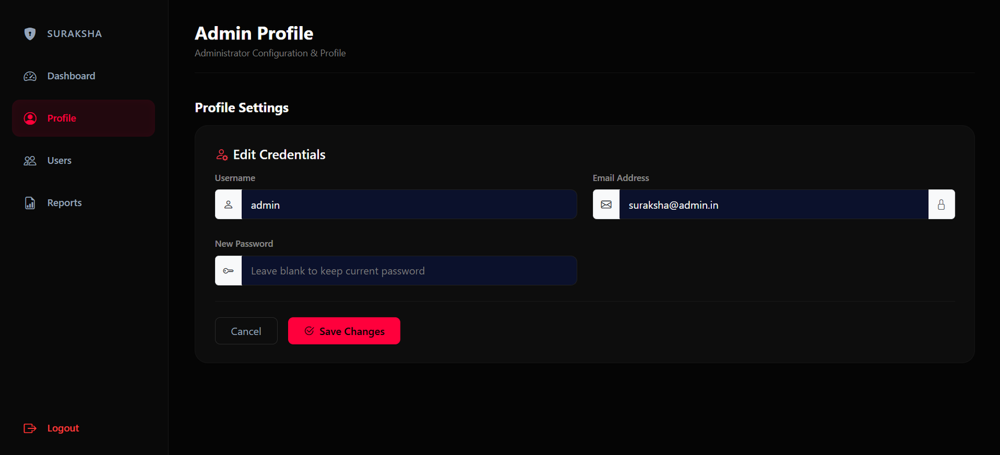 SURAKSHA
Dashboard
Profile
Users
Reports
Logout
Admin Profile
Administrator Configuration & Profile
Profile Settings
Edit Credentials
Username
admin
Email Address
suraksha@admin.in
New Password
Leave blank to keep current password
Cancel
Save Changes